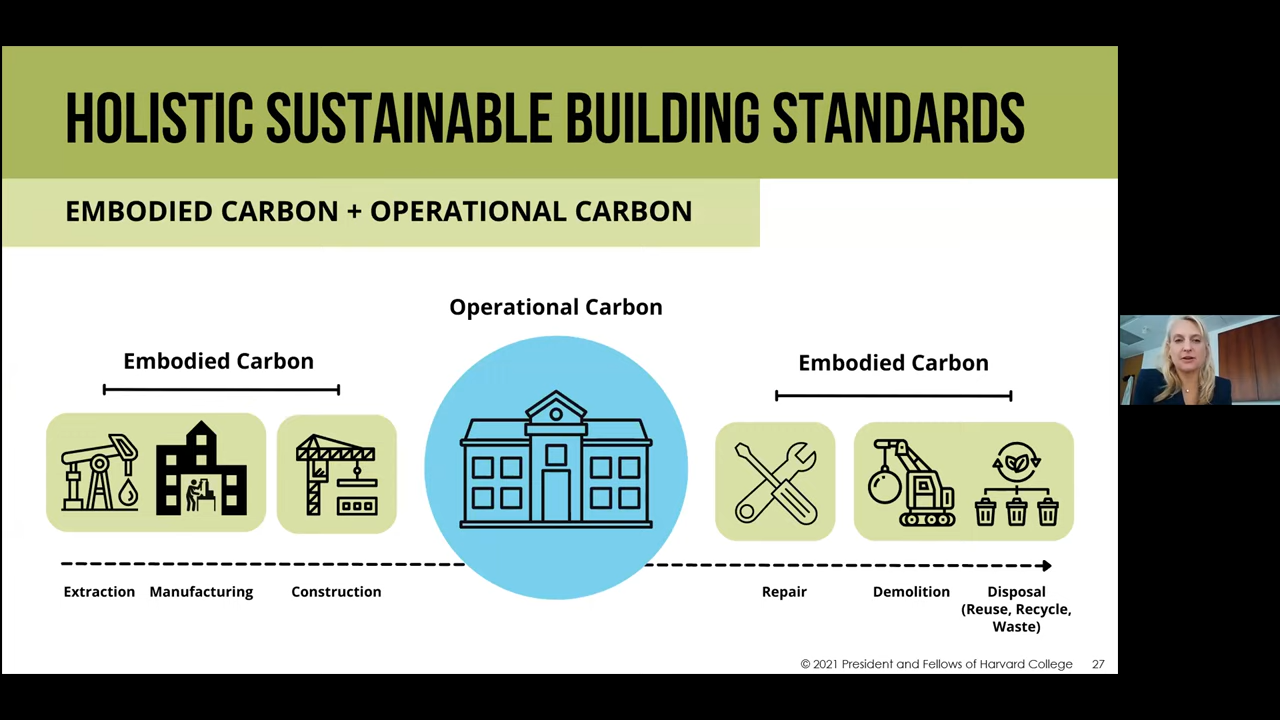 HOLISTIC SUSTAINABLE BUILDING STANDARDS
EMBODIED CARBON + OPERATIONAL CARBON
Operational Carbon
Embodied Carbon
Embodied Carbon
Extraction
Manufacturing
Construction
Repair
Demolition
Disposal
(Reuse, Recycle,
Waste)
© 2021 President and Fellows of Harvard College 27